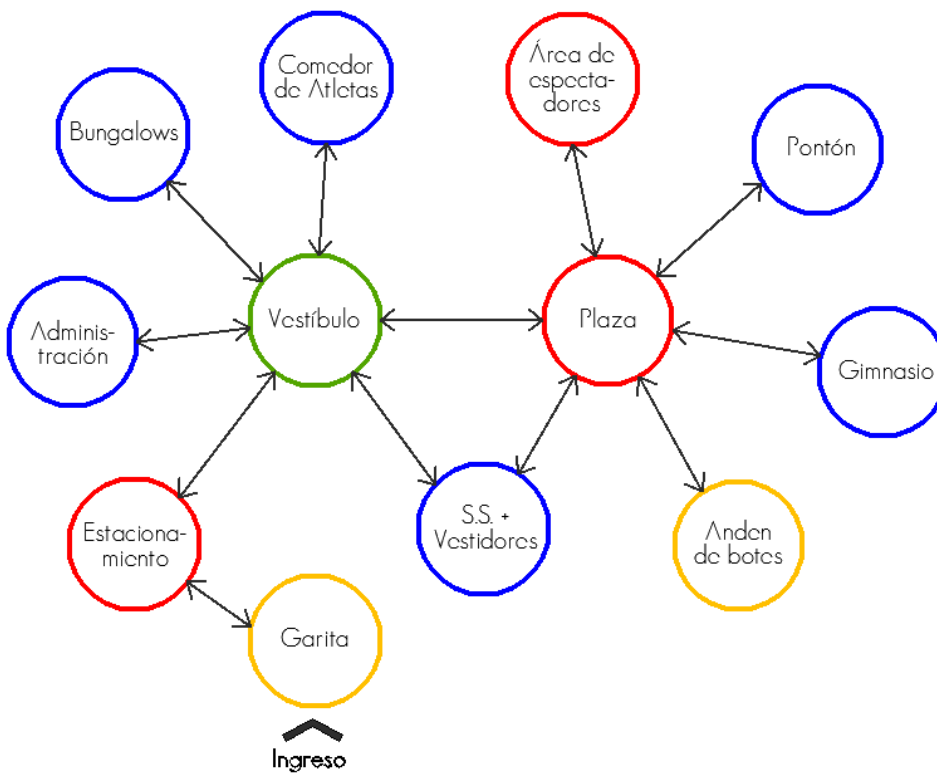 Comedor
de Atletas
Área de
especta-
dores
Bungalows
Pontón
Vestíbulo
Plaza
Adminis-
tración
Gimnasio
Estaciona-
miento
S.S. +
Vestidores
Anden
de botes
Garita
Ingreso